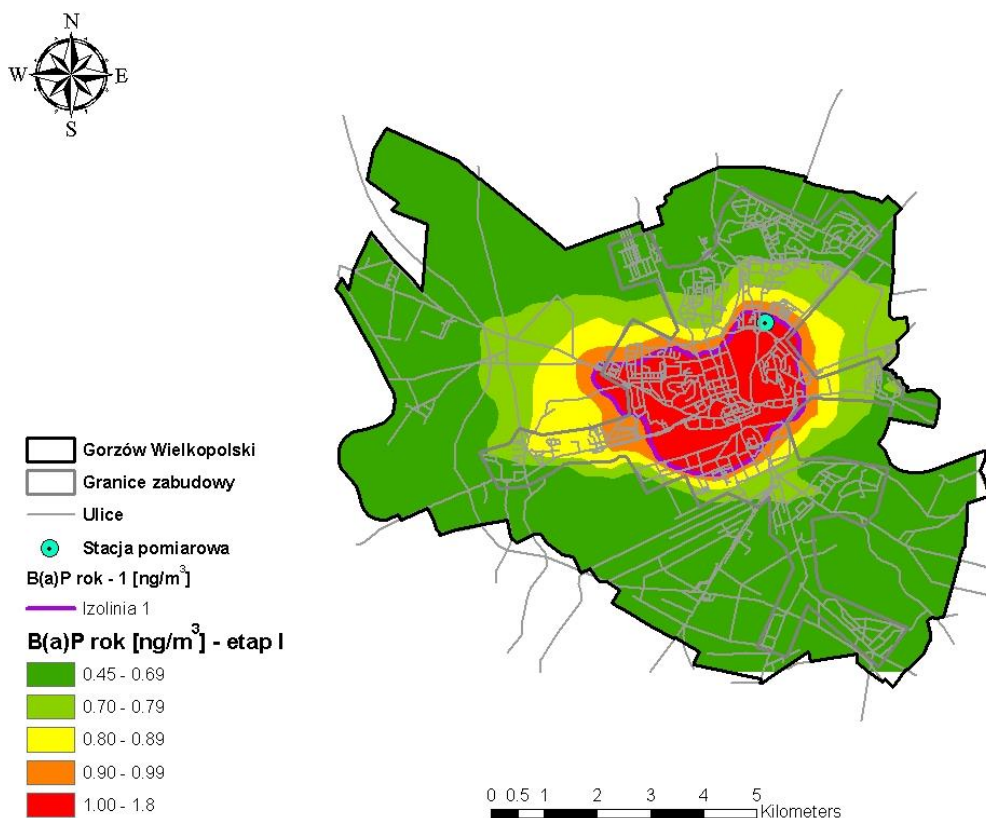 N
W E
S
Gorzów Wielkopolski
Granice zabudowy
Ulice
Stacja pomiarowa
B(a)P rok - 1 [ng/m³]
Izolinia 1
B(a)P rok [ng/m³] - etap I
0.45 - 0.69
0.70 - 0.79
0.80 - 0.89
0.90 - 0.99
1.00 - 1.8
0 0.5 1 2 3 4 5
Kilometers